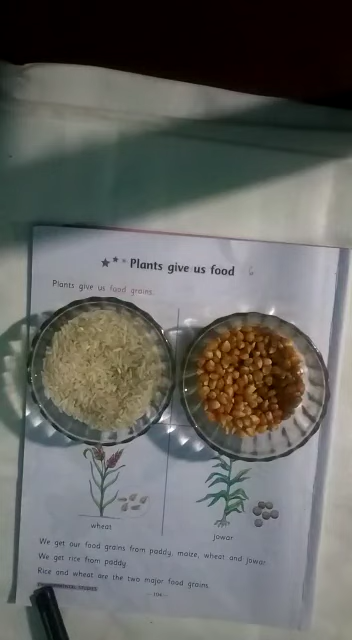 Plants give us food
Plants give us food grains.
wheat
jowar
We get our food grains from paddy, maize, wheat and jowar.
We get rice from paddy.
Rice and wheat are the two major food grains.